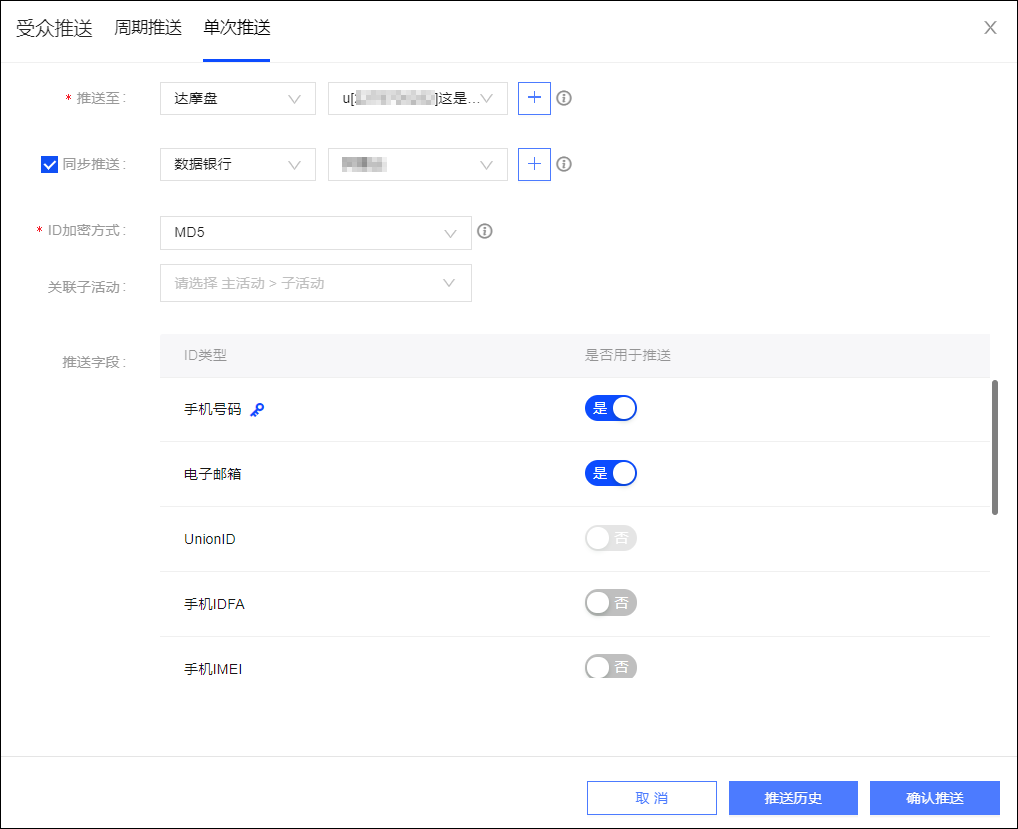 受众推送 周期推送 单次推送
* 推送至: 达摩盘 u[ ]这是...
同步推送: 数据银行
* ID加密方式: MD5
关联子活动: 请选择 主活动 > 子活动
推送字段: ID类型 是否用于推送
手机号码 是
电子邮箱 是
UnionID 否
手机IDFA 否
手机IMEI 否
取 消 推送历史 确认推送